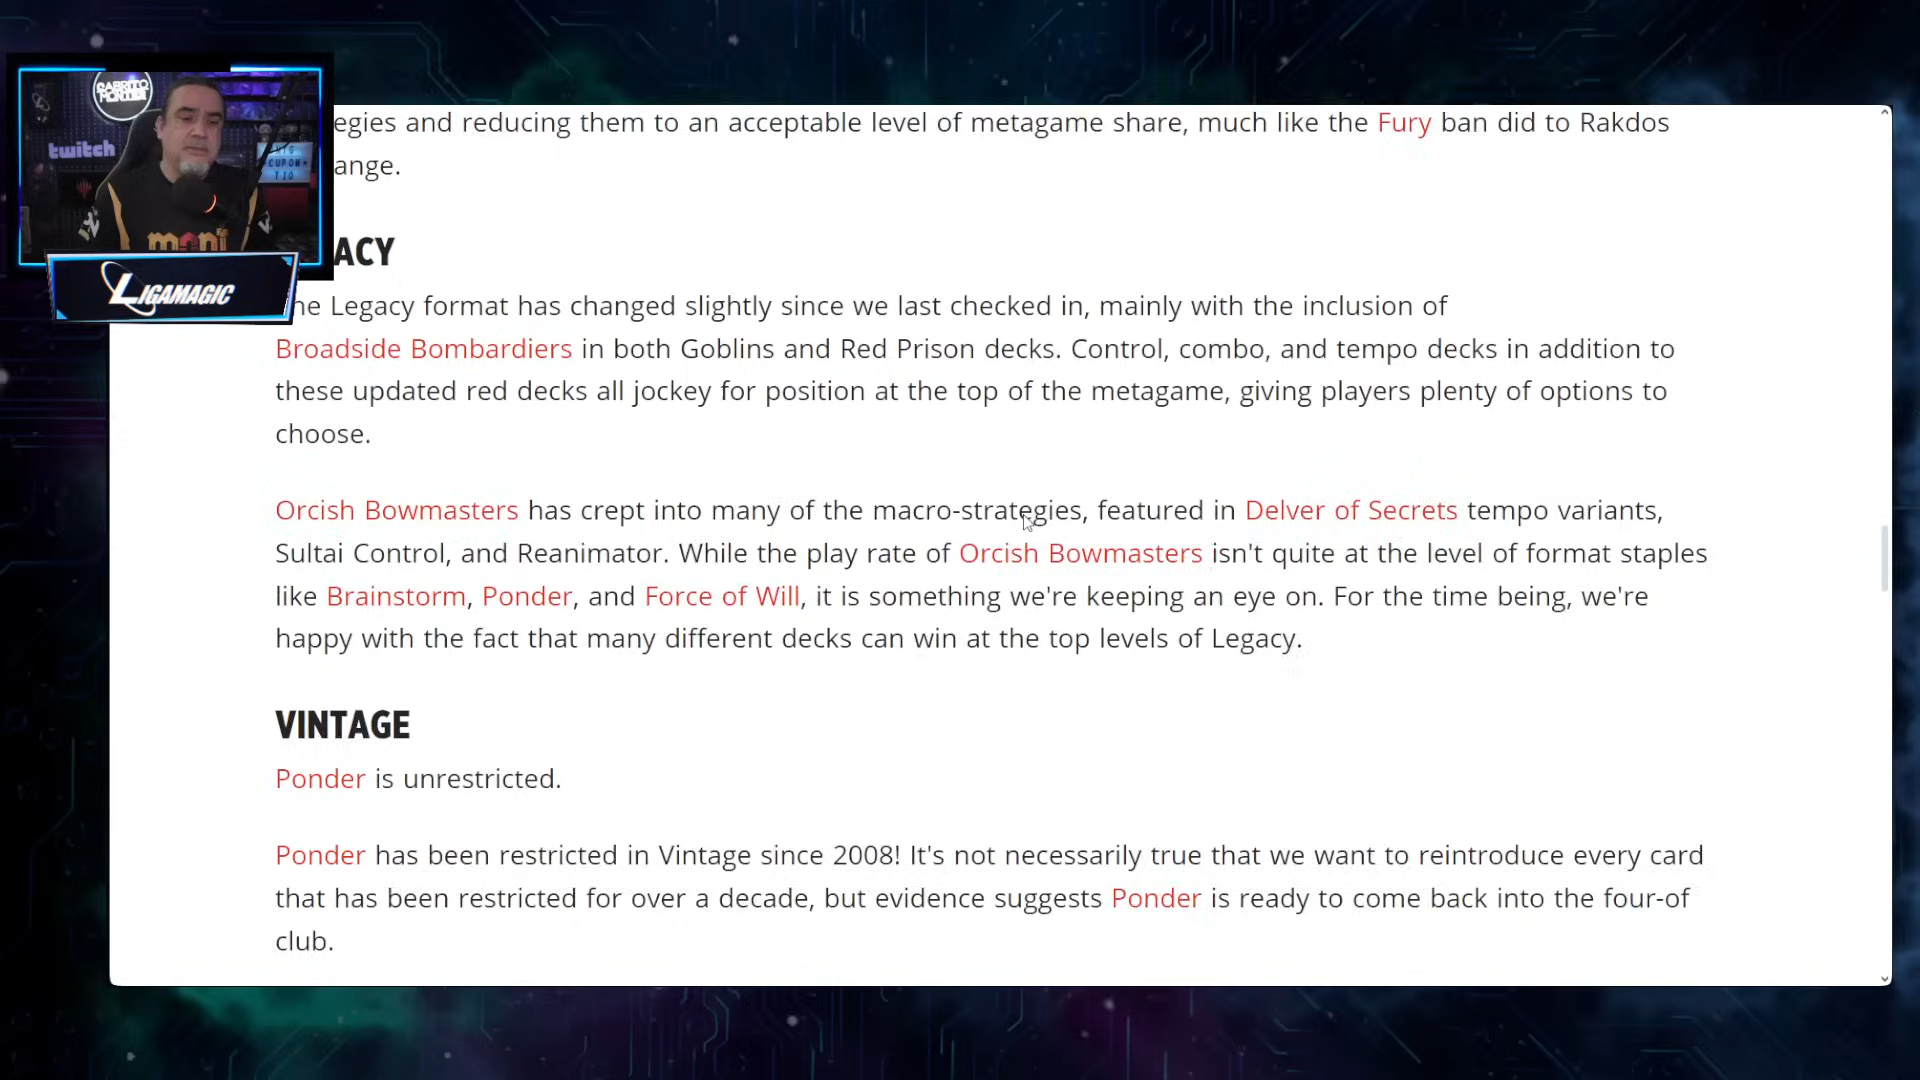 egies and reducing them to an acceptable level of metagame share, much like the Fury ban did to Rakdos
ange.
ACY
he Legacy format has changed slightly since we last checked in, mainly with the inclusion of
Broadside Bombardiers in both Goblins and Red Prison decks. Control, combo, and tempo decks in addition to
these updated red decks all jockey for position at the top of the metagame, giving players plenty of options to
choose.
Orcish Bowmasters has crept into many of the macro-strategies, featured in Delver of Secrets tempo variants,
Sultai Control, and Reanimator. While the play rate of Orcish Bowmasters isn't quite at the level of format staples
like Brainstorm, Ponder, and Force of Will, it is something we're keeping an eye on. For the time being, we're
happy with the fact that many different decks can win at the top levels of Legacy.
VINTAGE
Ponder is unrestricted.
Ponder has been restricted in Vintage since 2008! It's not necessarily true that we want to reintroduce every card
that has been restricted for over a decade, but evidence suggests Ponder is ready to come back into the four-of
club.
twitch
CUPOM
LIGAMAGIC